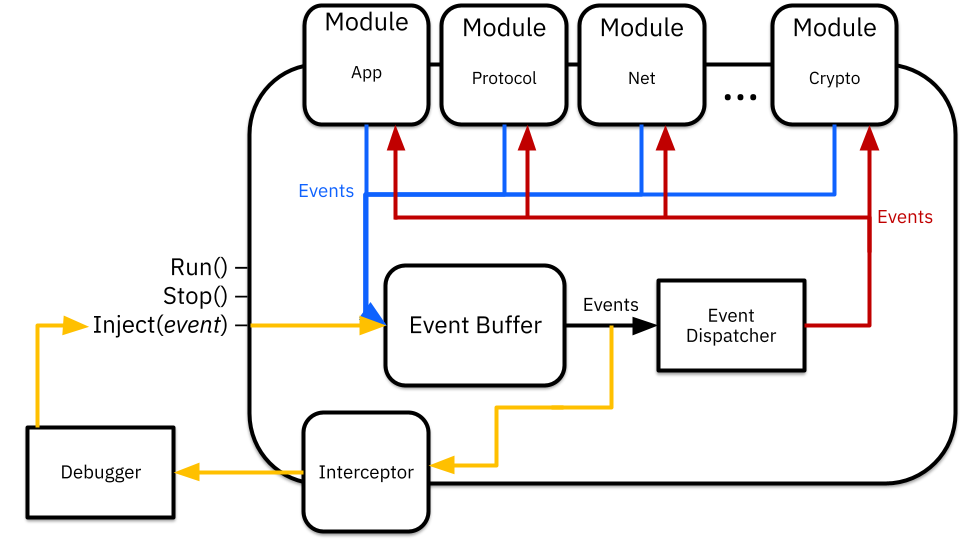 Module
App
Module
Protocol
Module
Net
...
Module
Crypto
Events
Events
Run()
Stop()
Inject(event)
Event Buffer
Events
Event
Dispatcher
Debugger
Interceptor